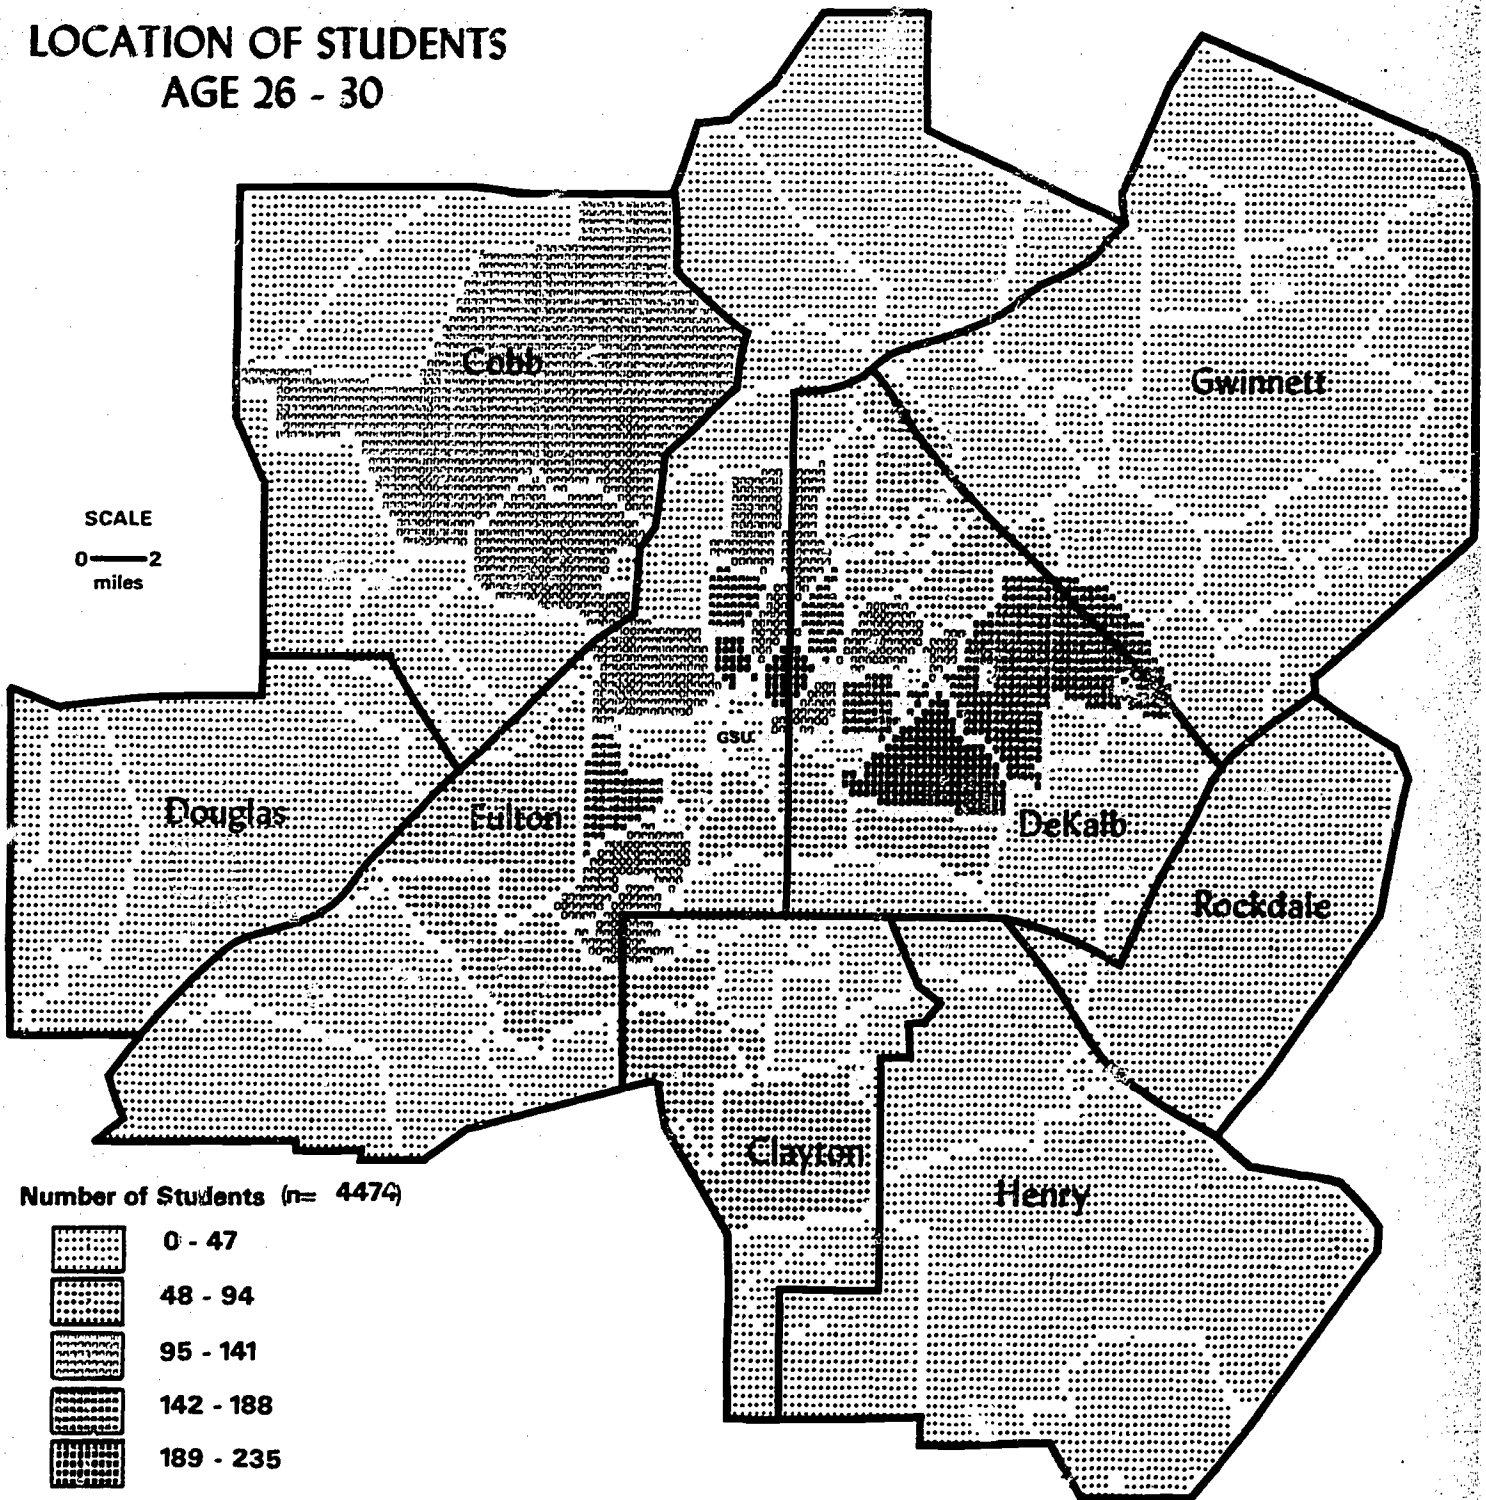 LOCATION OF STUDENTS
AGE 26 - 30
Cobb
Gwinnett
SCALE
0 2
miles
GSU
Douglas
Fulton
DeKalb
Rockdale
Clayton
Henry
Number of Students (n= 4474)
0 - 47
48 - 94
95 - 141
142 - 188
189 - 235